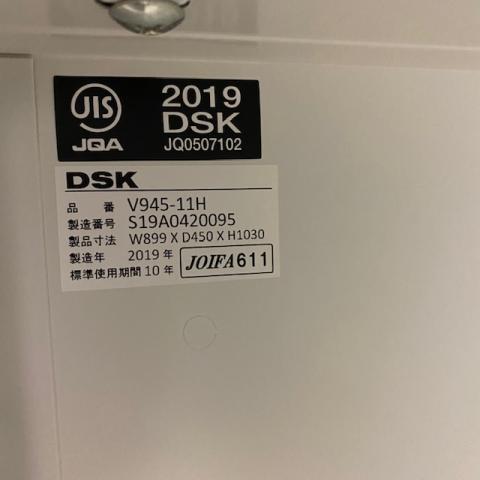 JIS
JQA
2019
DSK
JQ0507102
DSK
品 番 V945-11H
製造番号 S19A0420095
製品寸法 W899 X D450 X H1030
製造年 2019 年
標準使用期間 10 年
JOIFA611